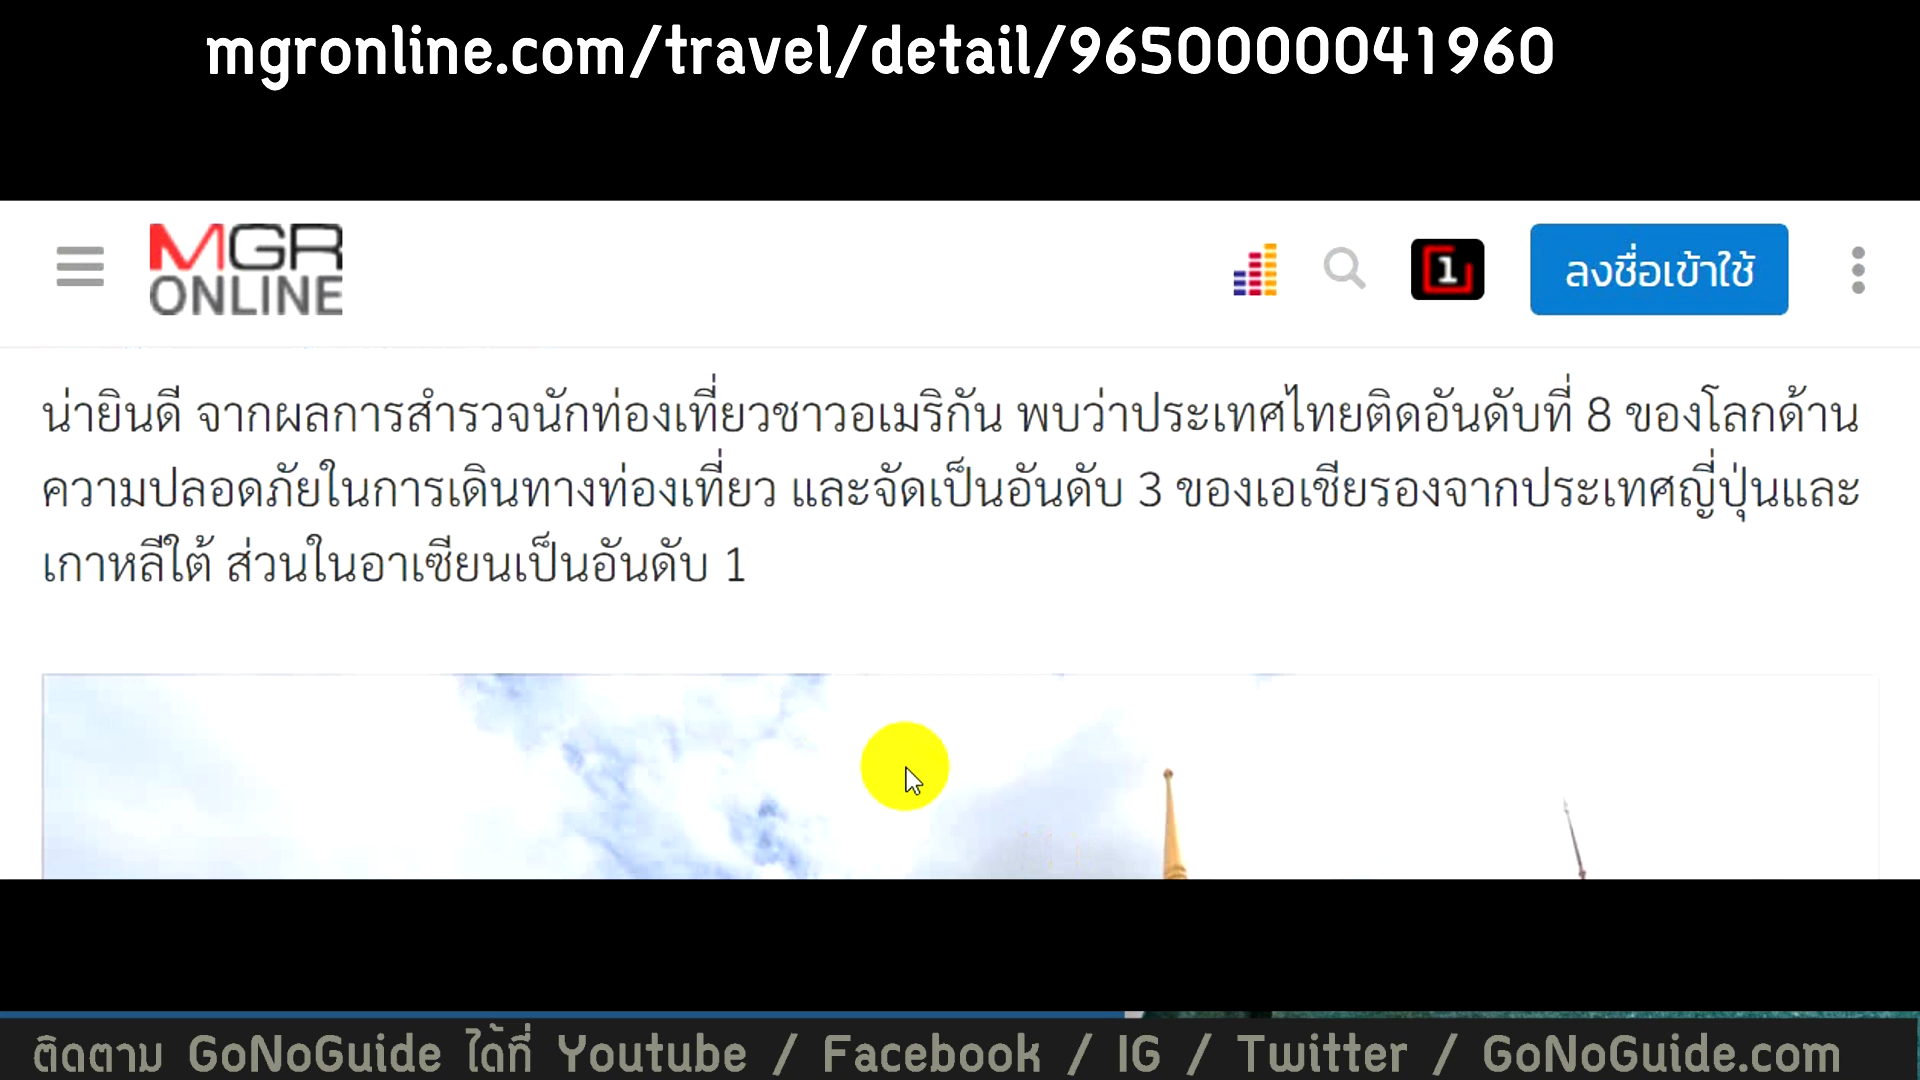 mgronline.com/travel/detail/9650000041960
MGR
ONLINE
1
ลงชื่อเข้าใช้
น่ายินดี จากผลการสำรวจนักท่องเที่ยวชาวอเมริกัน พบว่าประเทศไทยติดอันดับที่ 8 ของโลกด้าน
ความปลอดภัยในการเดินทางท่องเที่ยว และจัดเป็นอันดับ 3 ของเอเชียรองจากประเทศญี่ปุ่นและ
เกาหลีใต้ ส่วนในอาเซียนเป็นอันดับ 1
ติดตาม GoNoGuide ได้ที่ Youtube / Facebook / IG / Twitter / GoNoGuide.com